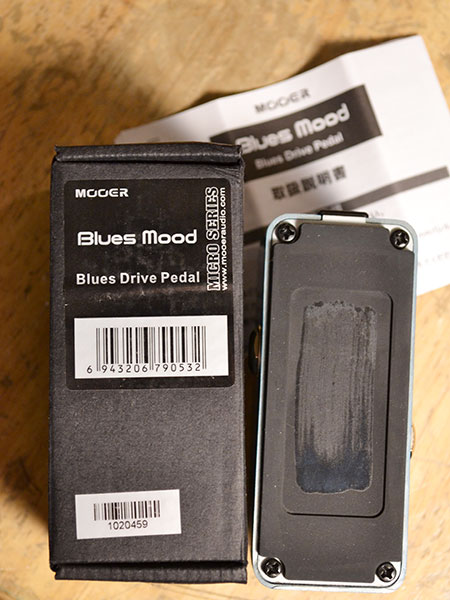 MOOER
Blues Mood
Blues Drive Pedal
MICRO SERIES
www.mooeraudio.com
6 943206 790532
1020459
MOOER
Blues Mood
Blues Drive Pedal
取扱説明書